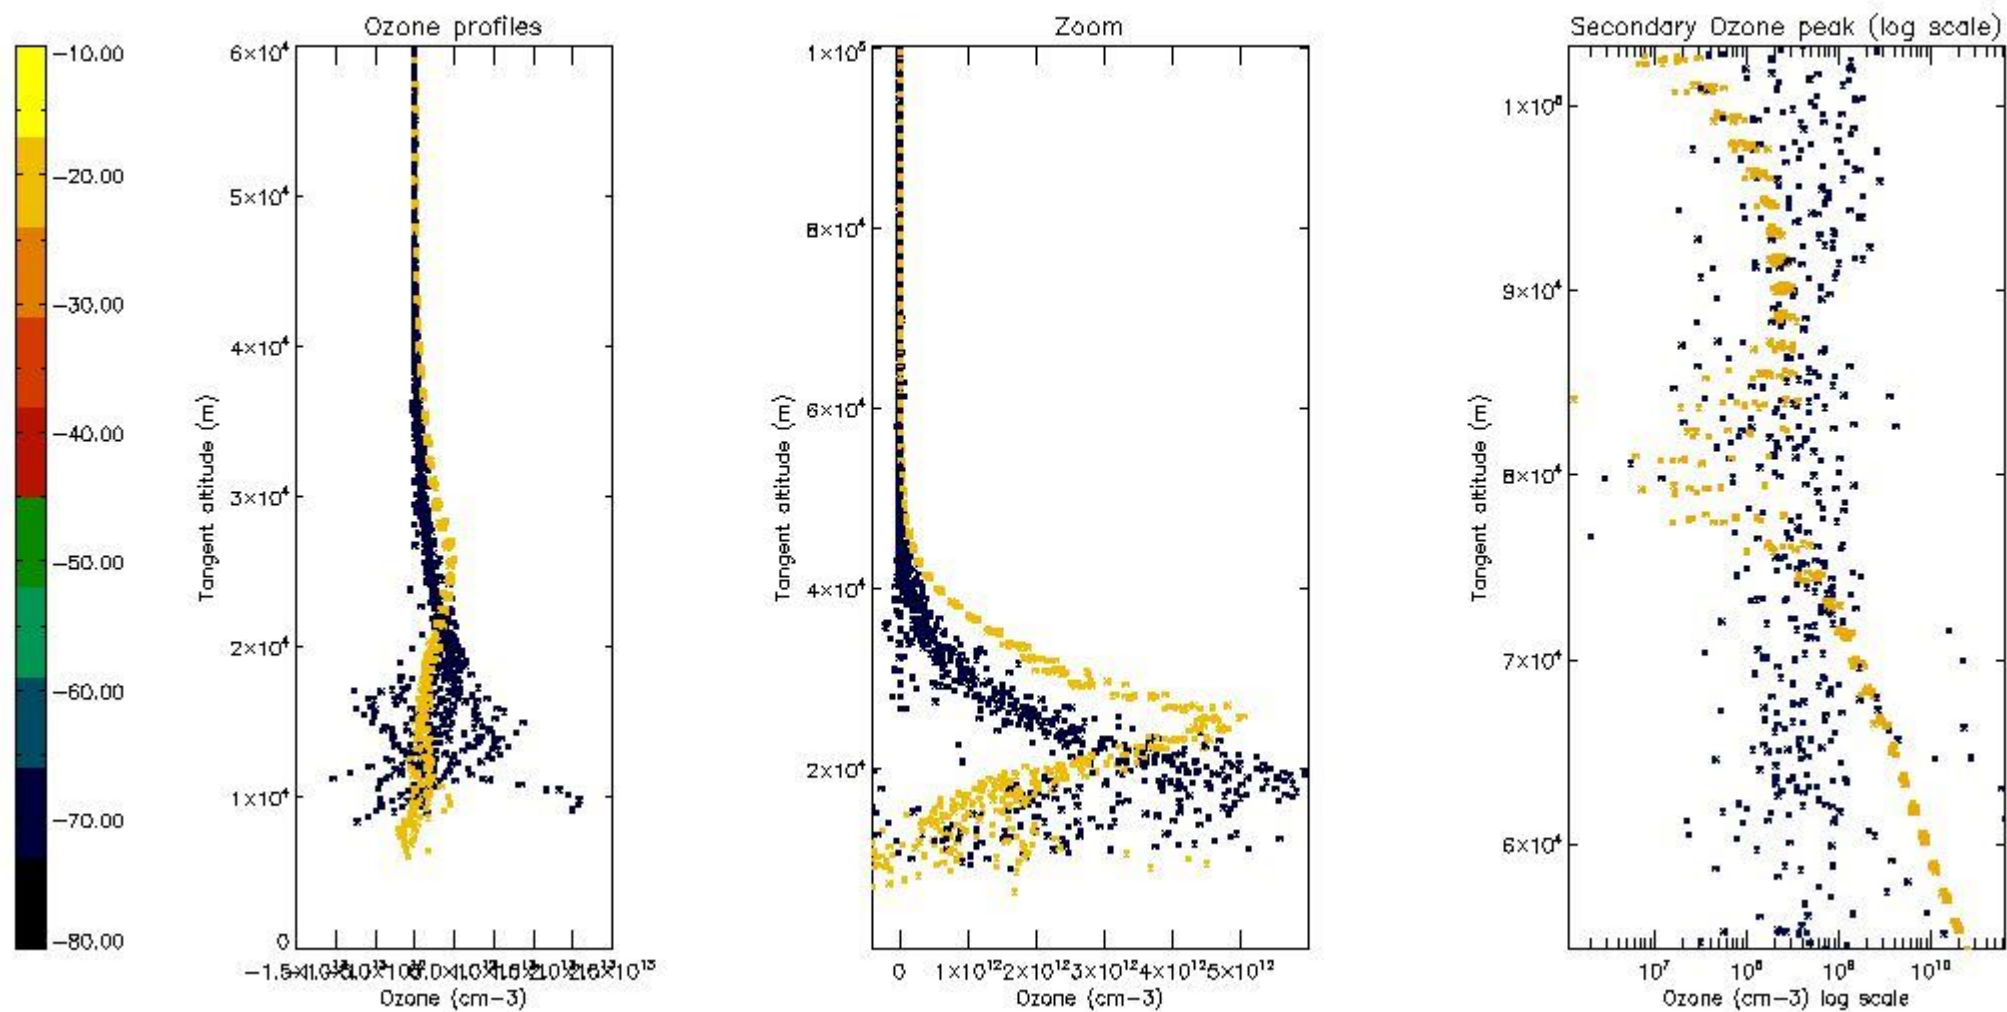 Ozone profiles
Zoom
Secondary Ozone peak (log scale)
-10.00
-20.00
-30.00
-40.00
-50.00
-60.00
-70.00
-80.00
6×10⁴
5×10⁴
4×10⁴
3×10⁴
2×10⁴
1×10⁴
0
Tangent altitude (m)
Ozone (cm-3)
1×10⁵
8×10⁴
6×10⁴
4×10⁴
2×10⁴
Tangent altitude (m)
0 1×10¹² 2×10¹² 3×10¹² 4×10¹² 5×10¹²
Ozone (cm-3)
9×10⁴
8×10⁴
7×10⁴
6×10⁴
Tangent altitude (m)
10⁷ 10⁸ 10⁹ 10¹⁰
Ozone (cm-3) log scale